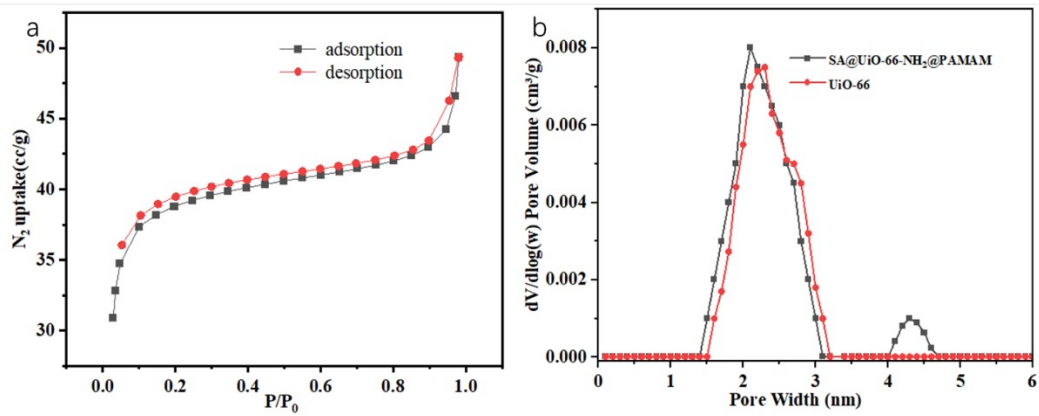 a
adsorption
desorption
N₂ uptake(cc/g)
50
45
40
35
30
0.0 0.2 0.4 0.6 0.8 1.0
P/P₀
b
SA@UiO-66-NH₂@PAMAM
UiO-66
dV/dlog(w) Pore Volume (cm³/g)
0.008
0.006
0.004
0.002
0.000
0 1 2 3 4 5 6
Pore Width (nm)